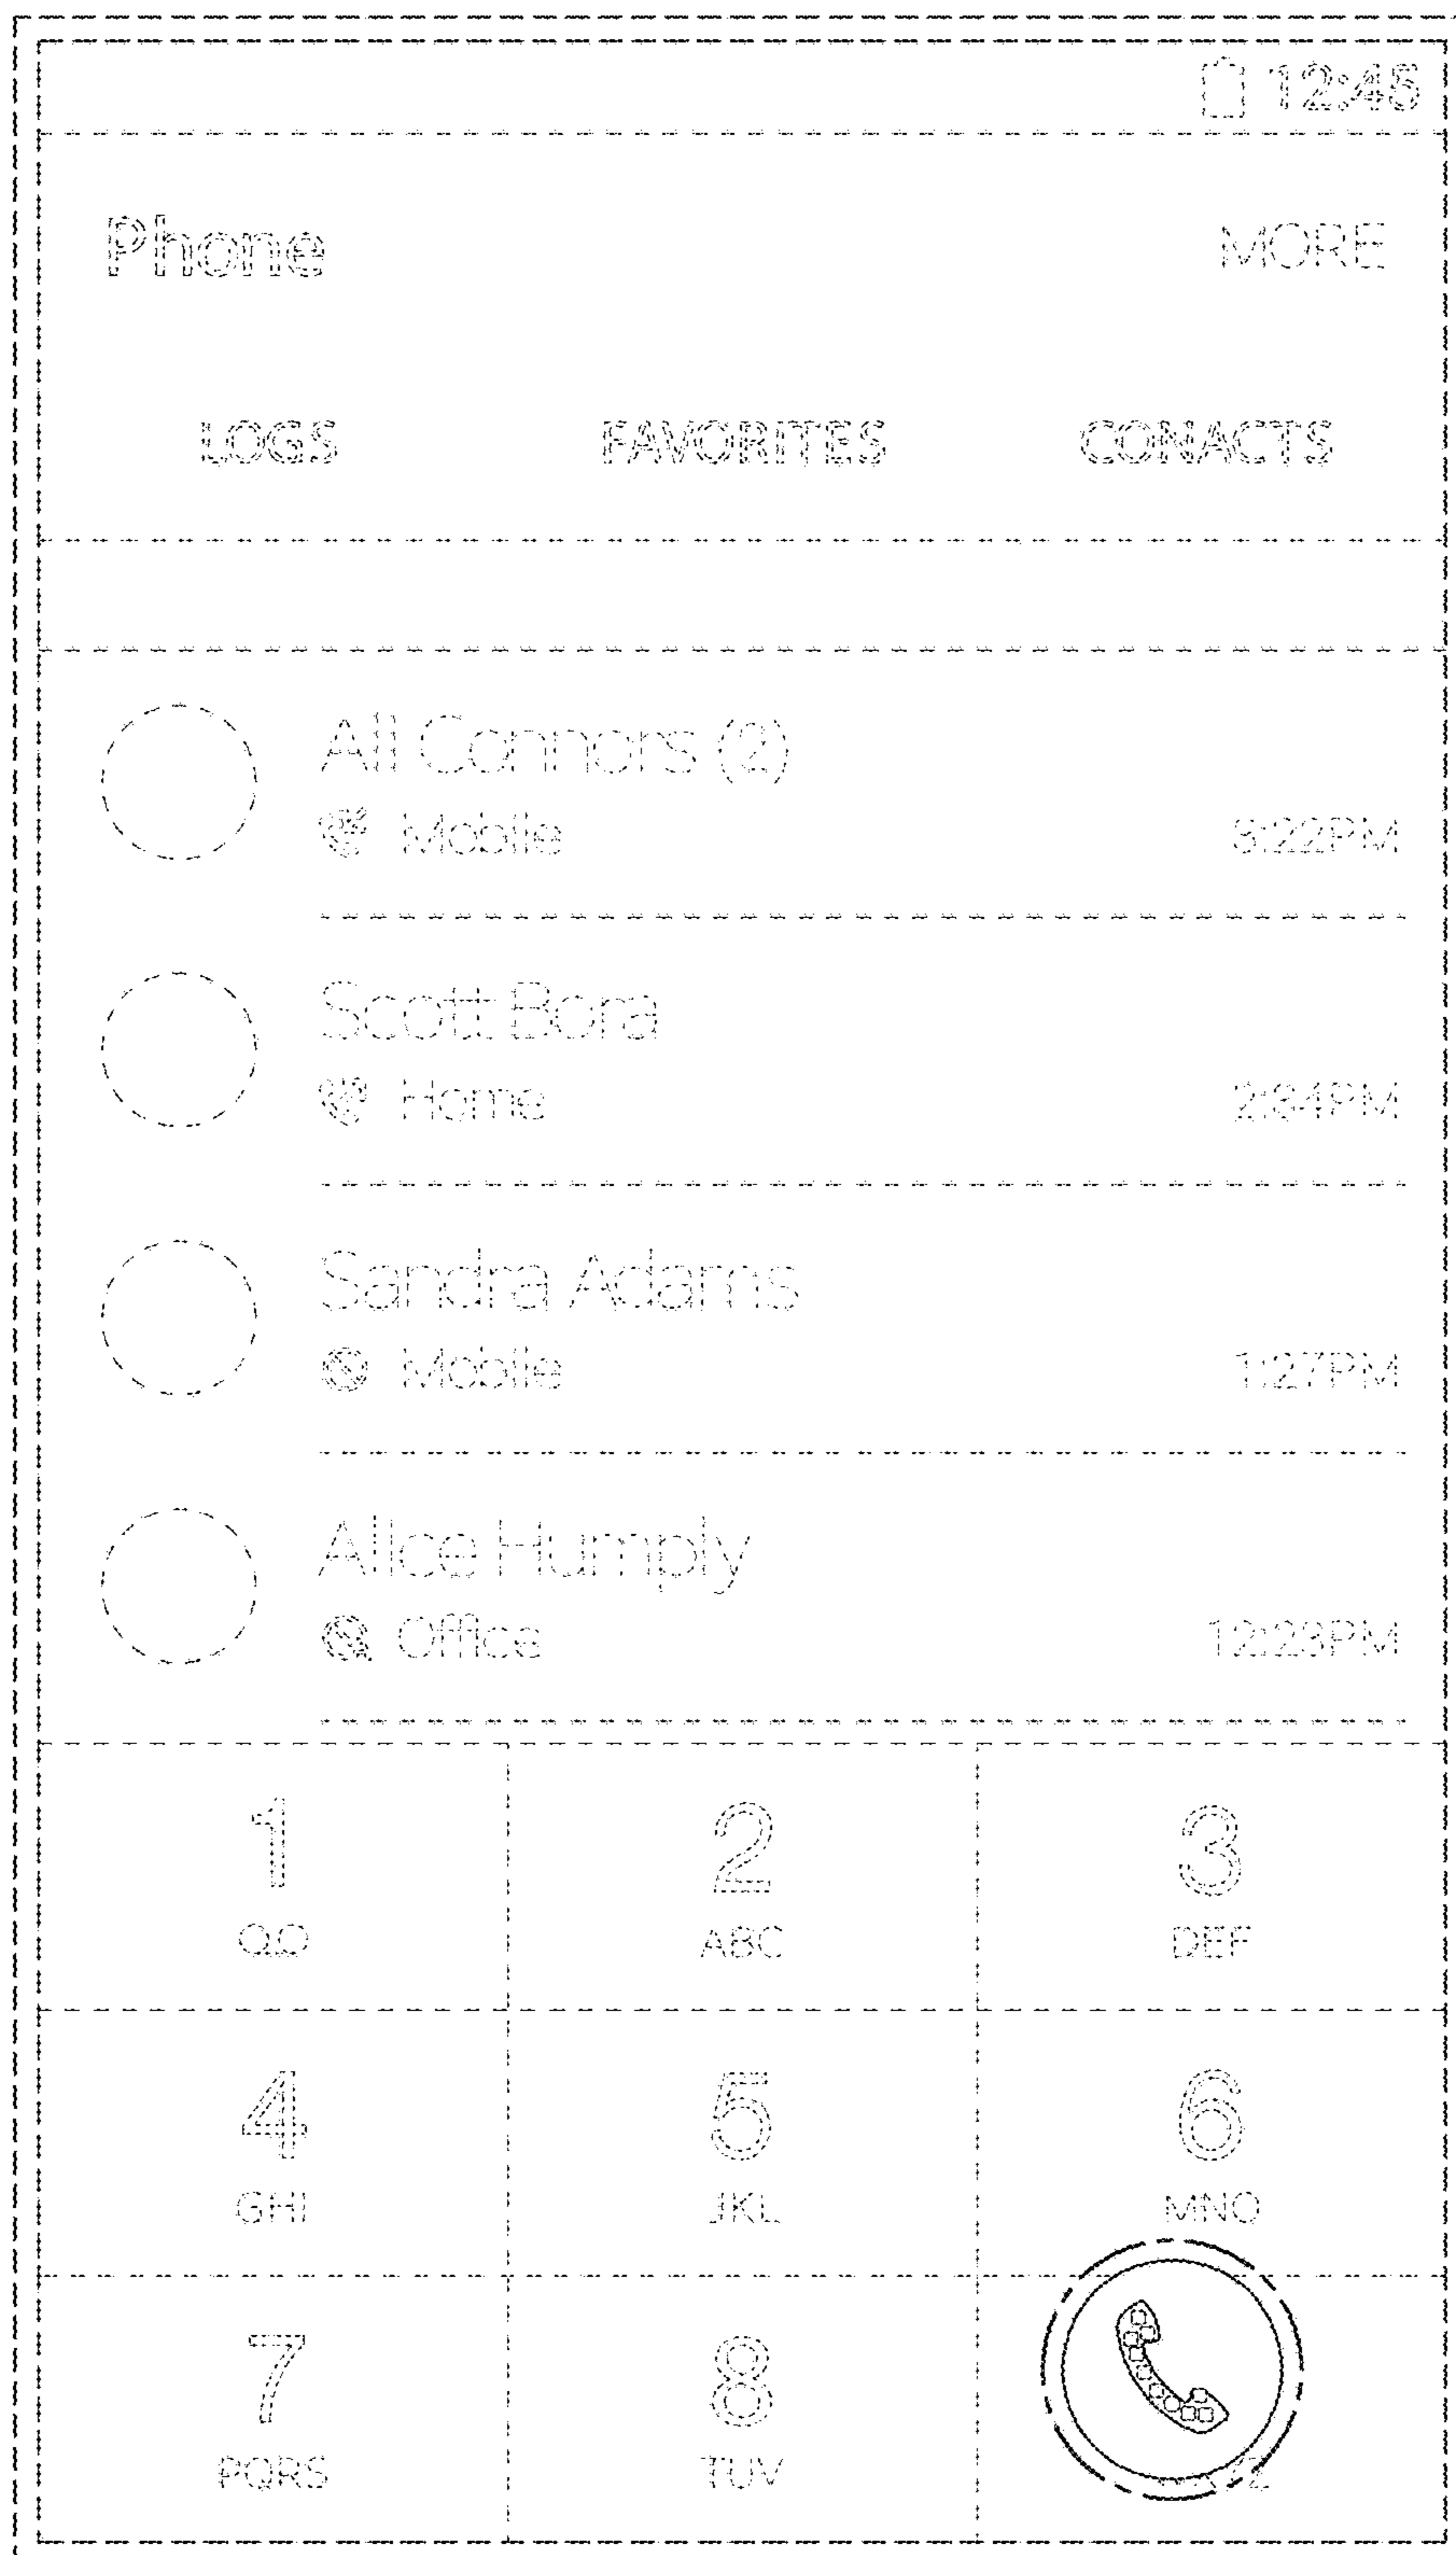 12:45
Phone MORE
LOGS FAVORITES CONACTS
All Connors (2)
Mobile 3:22PM
Scott Bora
Home 2:34PM
Sandra Adams
Mobile 1:27PM
Alice Humply
Office 12:23PM
1 2 3
ABC DEF
4 5 6
GHI JKL MNO
7 8
PQRS TUV